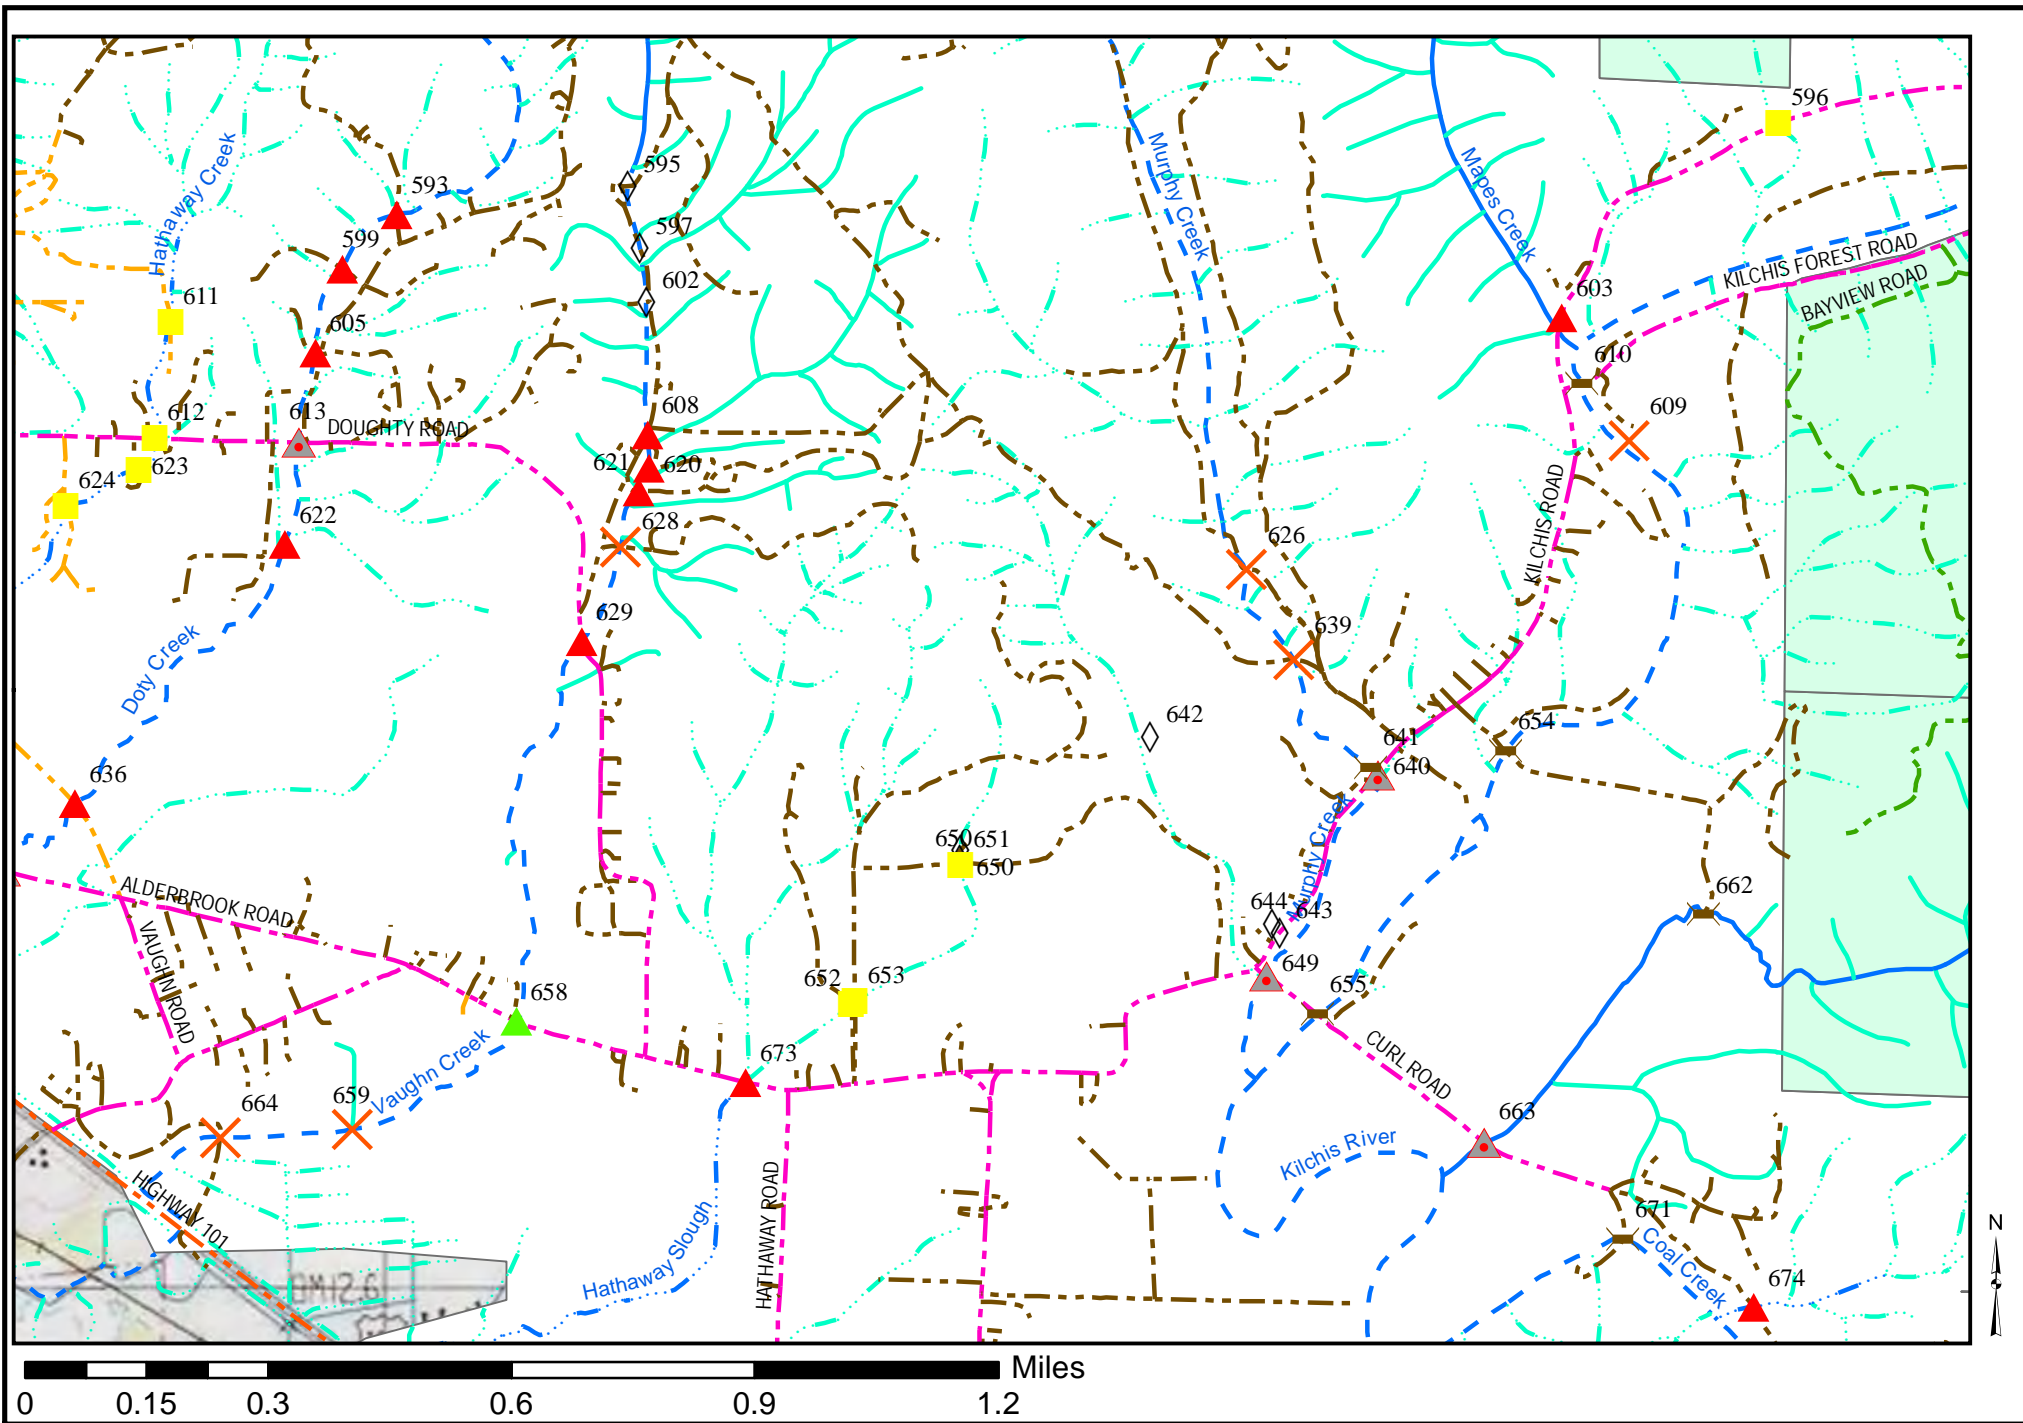 596
595
593
Hathaway Creek
Murphy Creek
Mapes Creek
597
599
KILCHIS FOREST ROAD
BAYVIEW ROAD
602
603
611
605
610
612
613
DOUGHTY ROAD
608
609
621
620
623
624
622
628
626
KILCHIS ROAD
629
639
Doty Creek
642
654
641
640
636
650
651
650
Murphy Creek
ALDERBROOK ROAD
662
644
643
VAUGHN ROAD
649
652
653
655
658
CURL ROAD
673
Vaughn Creek
659
664
663
Kilchis River
HIGHWAY 101
HATHAWAY ROAD
Hathaway Slough
671
Coal Creek
674
BM12.6
N
Miles
0
0.15
0.3
0.6
0.9
1.2